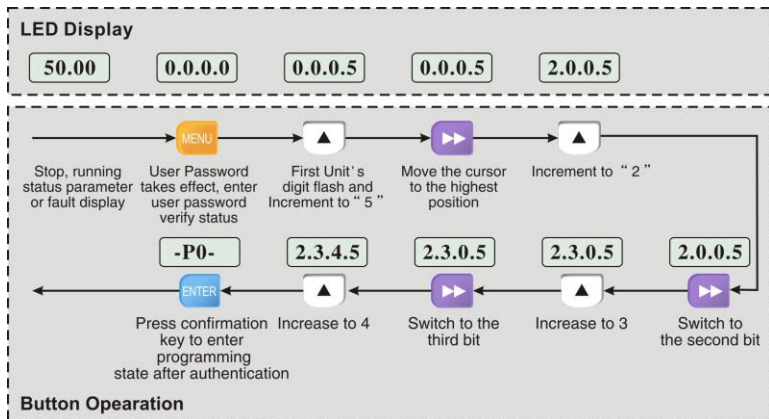 LED Display
50.00 0.0.0.0 0.0.0.5 0.0.0.5 2.0.0.5
MENU
Stop, running
status parameter
or fault display
User Password
takes effect, enter
user password
verify status
First Unit's
digit flash and
Increment to “ 5 ”
Move the cursor
to the highest
position
Increment to “ 2 ”
-P0- 2.3.4.5 2.3.0.5 2.3.0.5 2.0.0.5
ENTER
Press confirmation
key to enter
programming
state after authentication
Increase to 4
Switch to the
third bit
Increase to 3
Switch to
the second bit
Button Opearation